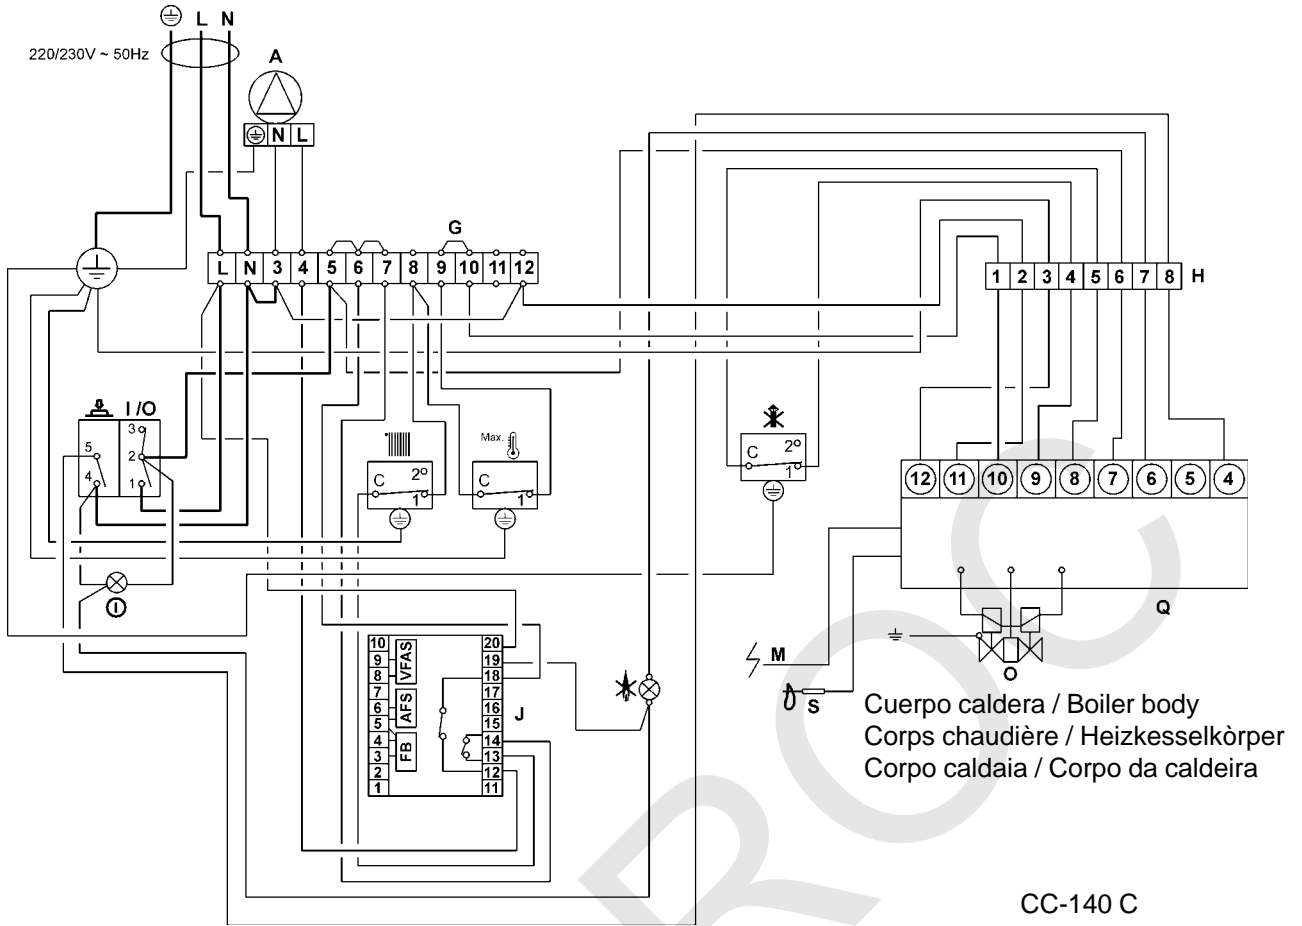 L N
220/230V ~ 50Hz
A
N L
G
L N 3 4 5 6 7 8 9 10 11 12
1 2 3 4 5 6 7 8 H
I/O
3
5 2
4 1
Max.
C 2º
1
C
1
C 2º
1
12 11 10 9 8 7 6 5 4
Q
I
10 20
9 19
8 18
7 17
6 16
5 15
4 14
3 13
2 12
1 11
VFAS
AFS
FB
J
M
S
O
Cuerpo caldera / Boiler body
Corps chaudière / Heizkesselkòrper
Corpo caldaia / Corpo da caldeira
CC-140 C
ROC